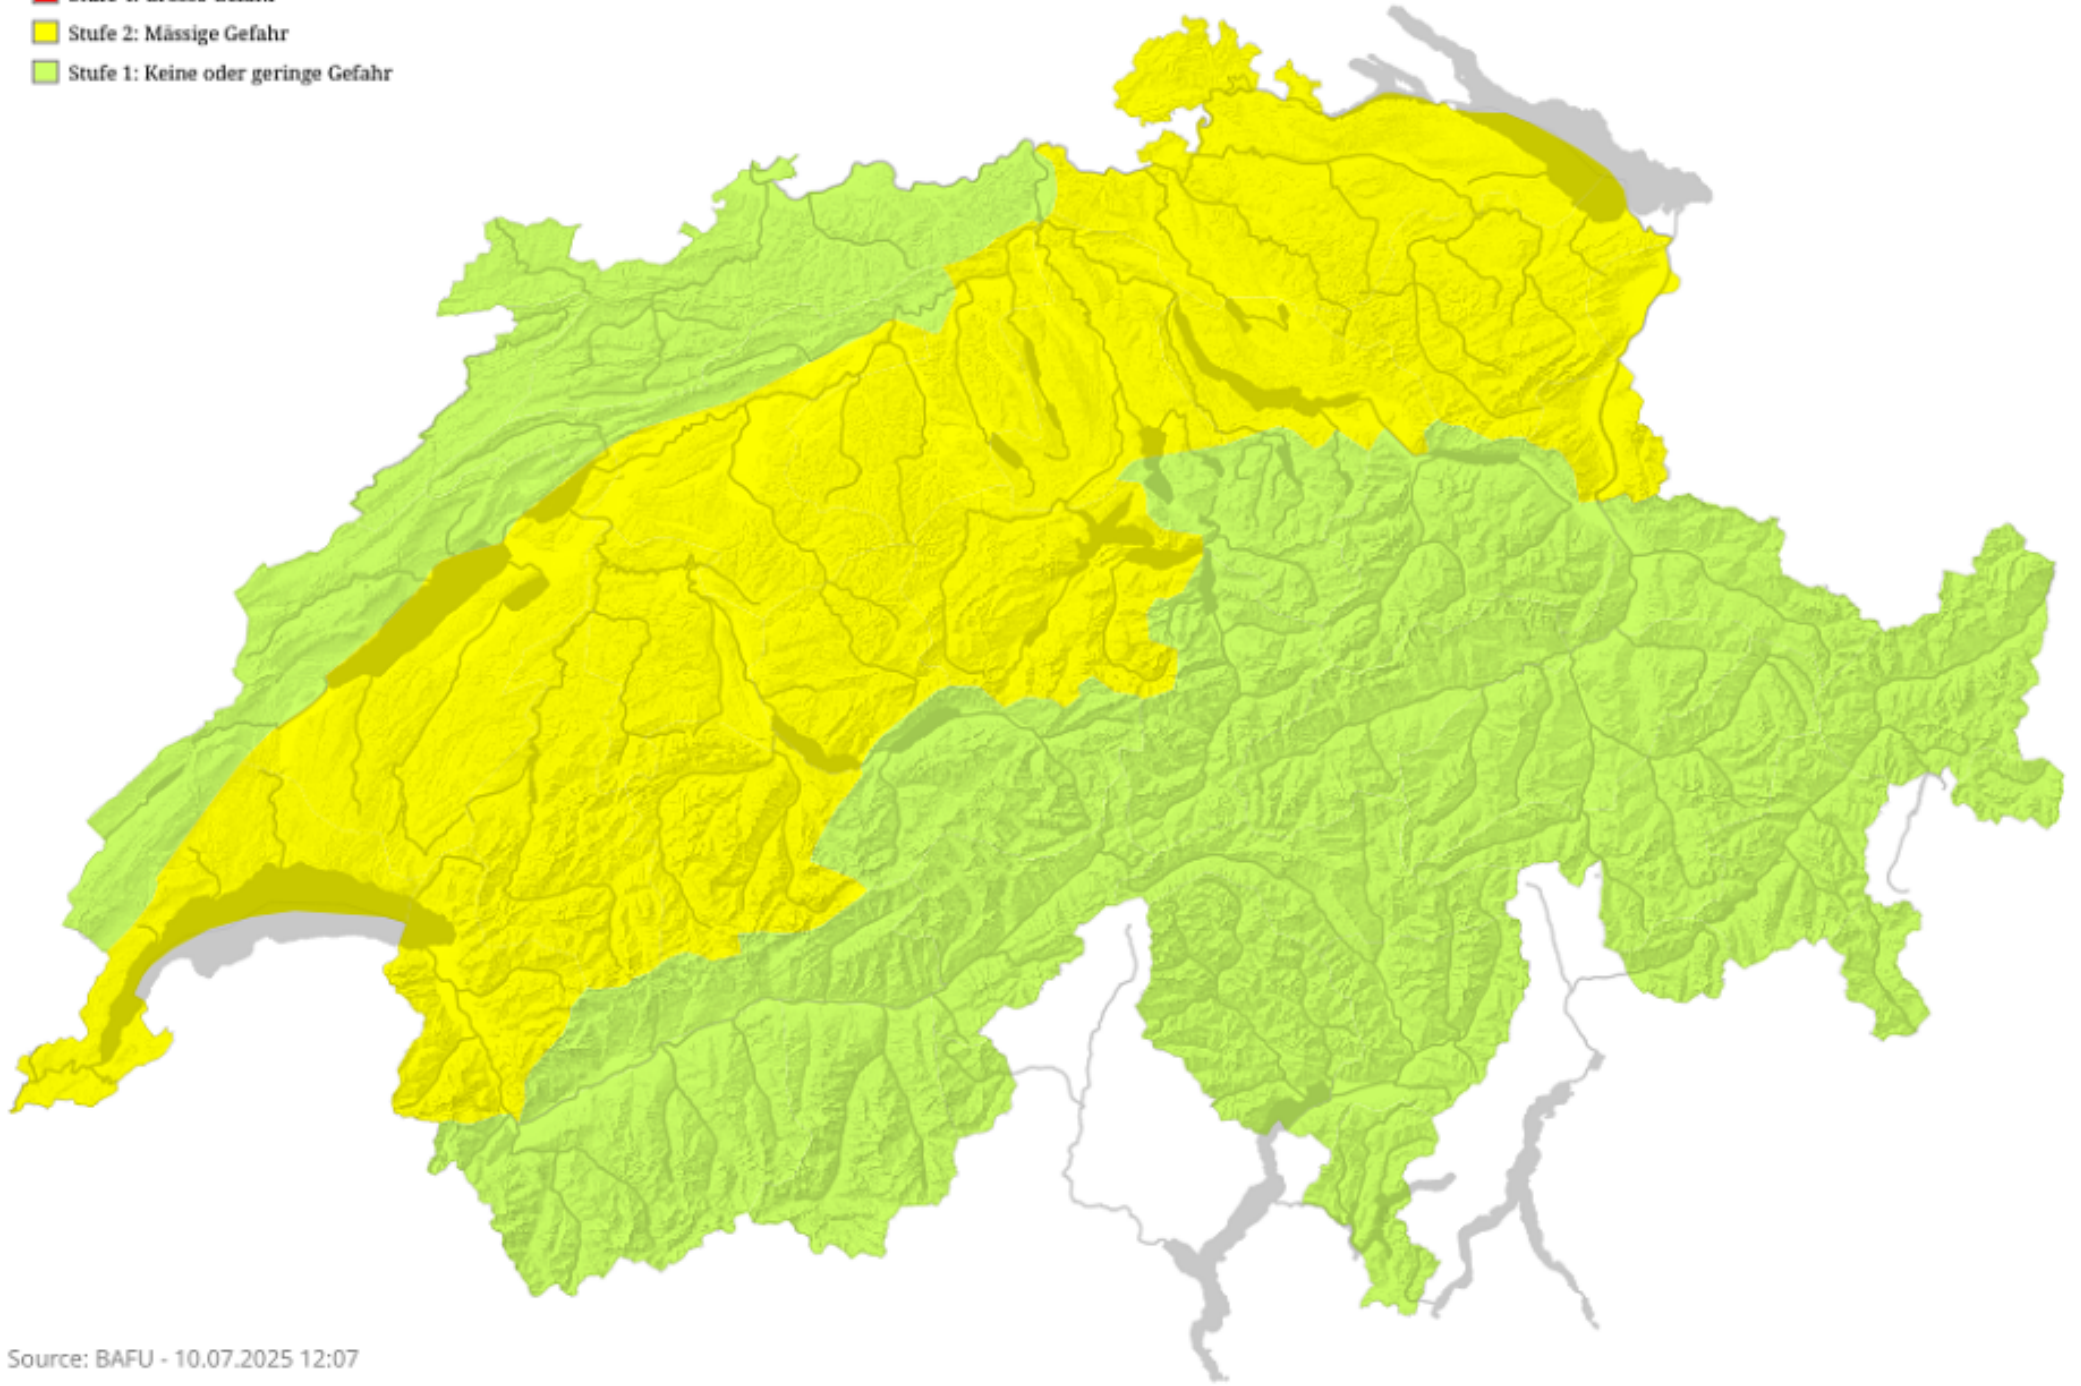 Stufe 2: Mässige Gefahr
Stufe 1: Keine oder geringe Gefahr
Source: BAFU - 10.07.2025 12:07